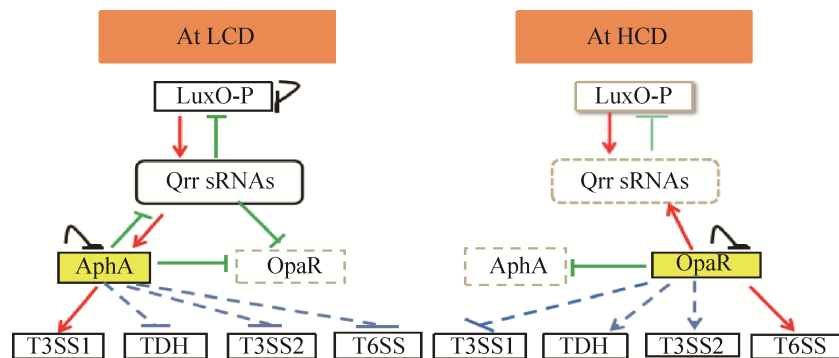 At LCD
At HCD
LuxO-P
LuxO-P
Qrr sRNAs
Qrr sRNAs
AphA
OpaR
AphA
OpaR
T3SS1
TDH
T3SS2
T6SS
T3SS1
TDH
T3SS2
T6SS